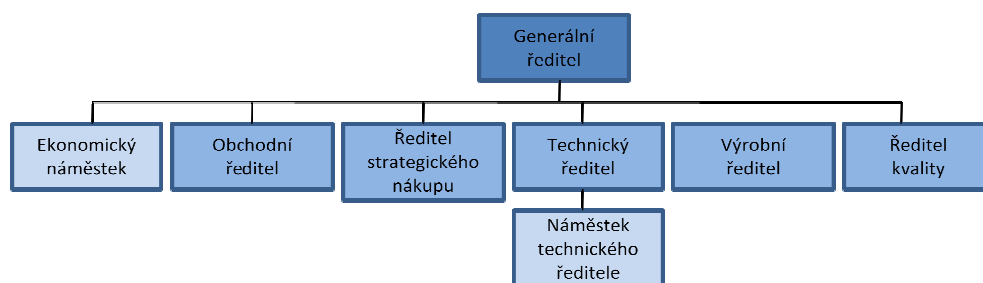 Generální
ředitel
Ekonomický
náměstek
Obchodní
ředitel
Ředitel
strategického
nákupu
Technický
ředitel
Výrobní
ředitel
Ředitel
kvality
Náměstek
technického
ředitele